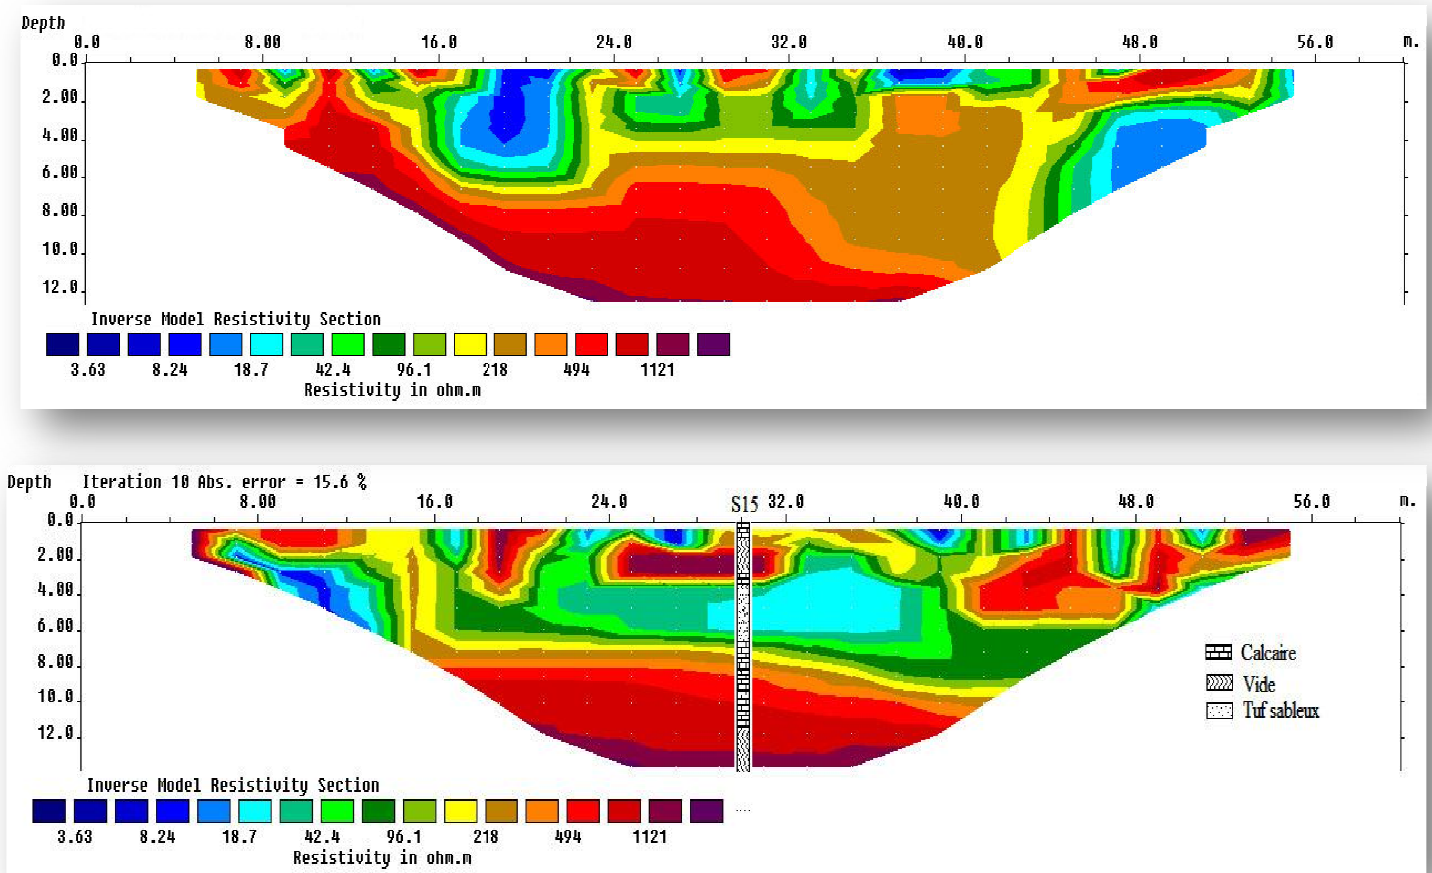 Depth
0.0 8.00 16.0 24.0 32.0 40.0 48.0 56.0 m.
0.0
2.00
4.00
6.00
8.00
10.0
12.0
Inverse Model Resistivity Section
3.63 8.24 18.7 42.4 96.1 218 494 1121
Resistivity in ohm.m
Depth Iteration 10 Abs. error = 15.6 %
0.0 8.00 16.0 24.0 S15 32.0 40.0 48.0 56.0 m.
0.0
2.00
4.00
6.00
8.00
10.0
12.0
Calcaire
Vide
Tuf sableux
Inverse Model Resistivity Section
....
3.63 8.24 18.7 42.4 96.1 218 494 1121
Resistivity in ohm.m